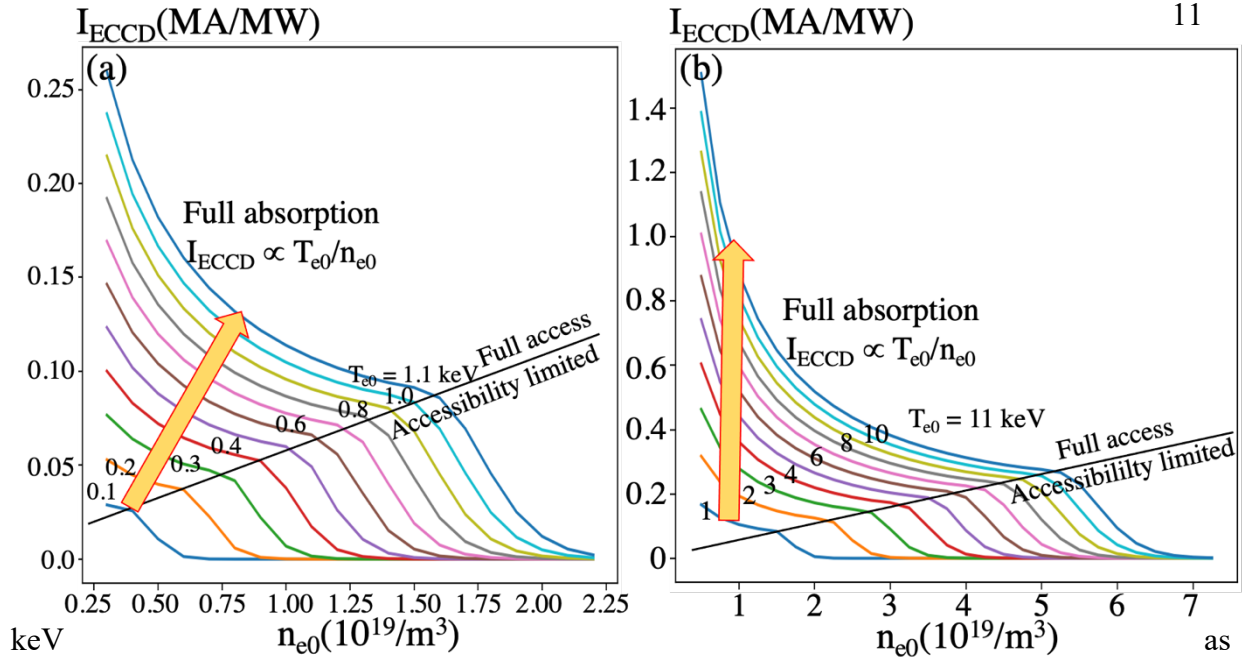 I_ECCD(MA/MW)
(a)
0.25
0.20
0.15
0.10
0.05
0.0
Full absorption
I_ECCD ∝ T_e0/n_e0
T_e0 = 1.1 keV
1.0
0.8
0.6
0.4
0.3
0.2
0.1
Full access
Accessibility limited
0.25 0.50 0.75 1.00 1.25 1.50 1.75 2.00 2.25
n_e0(10^19/m^3)
keV
I_ECCD(MA/MW)
11
(b)
1.4
1.2
1.0
0.8
0.6
0.4
0.2
0
Full absorption
I_ECCD ∝ T_e0/n_e0
T_e0 = 11 keV
10
8
6
4
3
2
1
Full access
Accessibililty limited
1 2 3 4 5 6 7
n_e0(10^19/m^3)
as